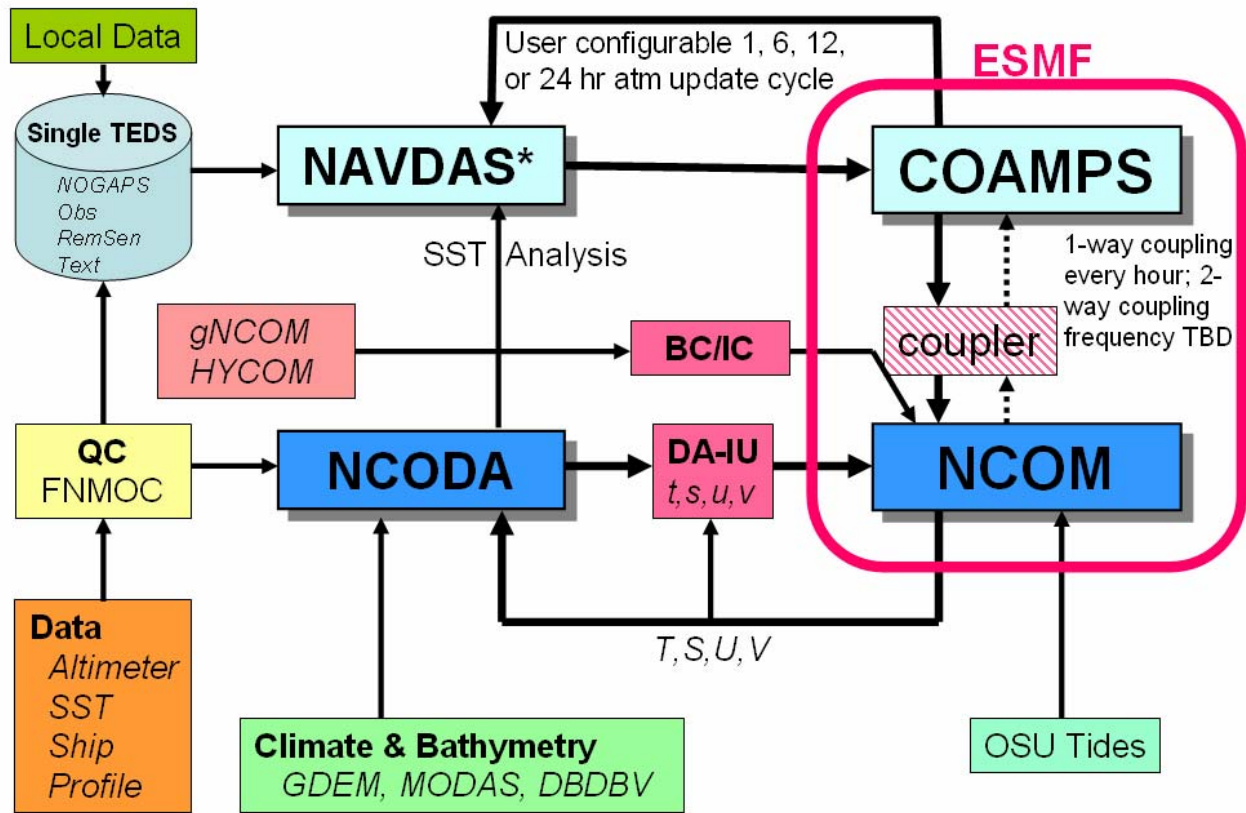 Local Data
User configurable 1, 6, 12,
or 24 hr atm update cycle
ESMF
Single TEDS
NOGAPS
Obs
RemSen
Text
NAVDAS*
COAMPS
SST Analysis
1-way coupling
every hour; 2-
way coupling
frequency TBD
gNCOM
HYCOM
BC/IC
coupler
QC
FNMOC
NCODA
DA-IU
t,s,u,v
NCOM
T,S,U,V
Data
Altimeter
SST
Ship
Profile
Climate & Bathymetry
GDEM, MODAS, DBDBV
OSU Tides